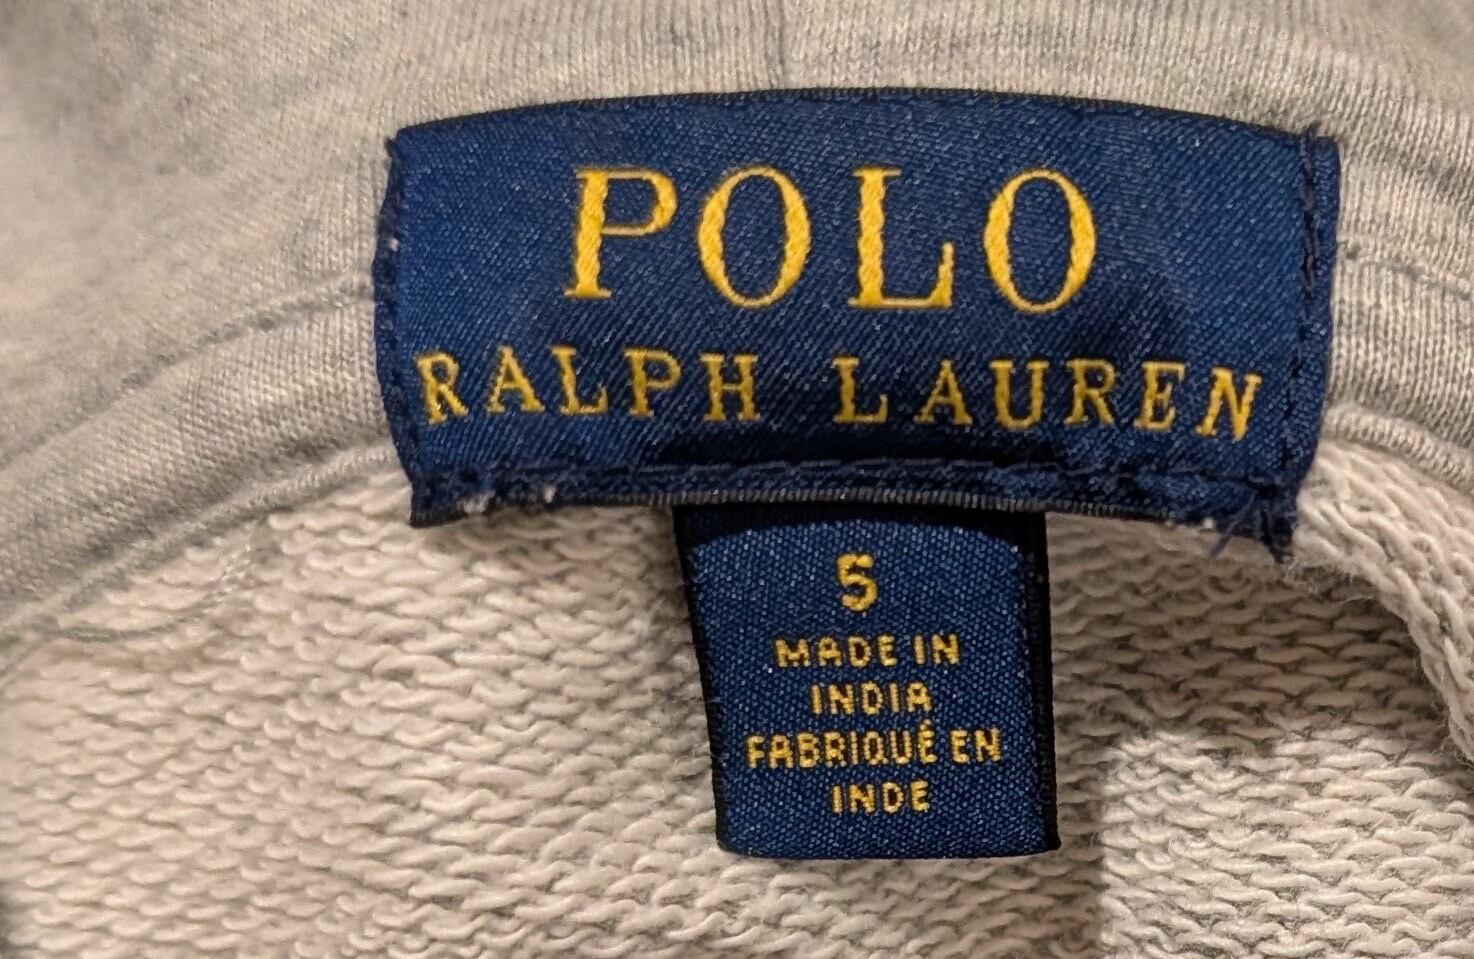 POLO
RALPH LAUREN
5
MADE IN
INDIA
FABRIQUÉ EN
INDE